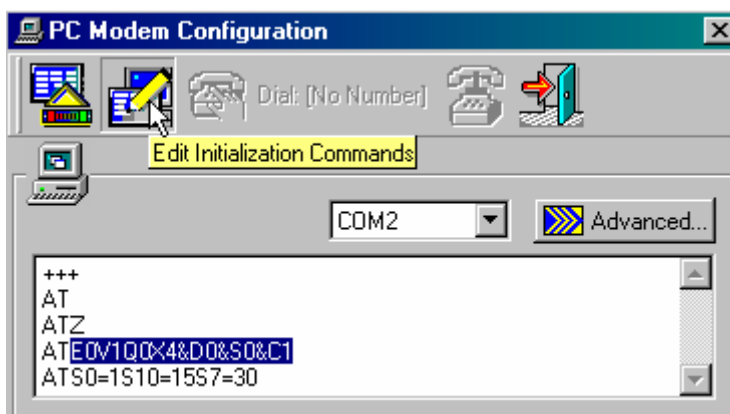 PC Modem Configuration
Dial: [No Number]
Edit Initialization Commands
COM2
Advanced...
+++
AT
ATZ
ATE0V1Q0X4&D0&S0&C1
ATS0=1S10=15S7=30